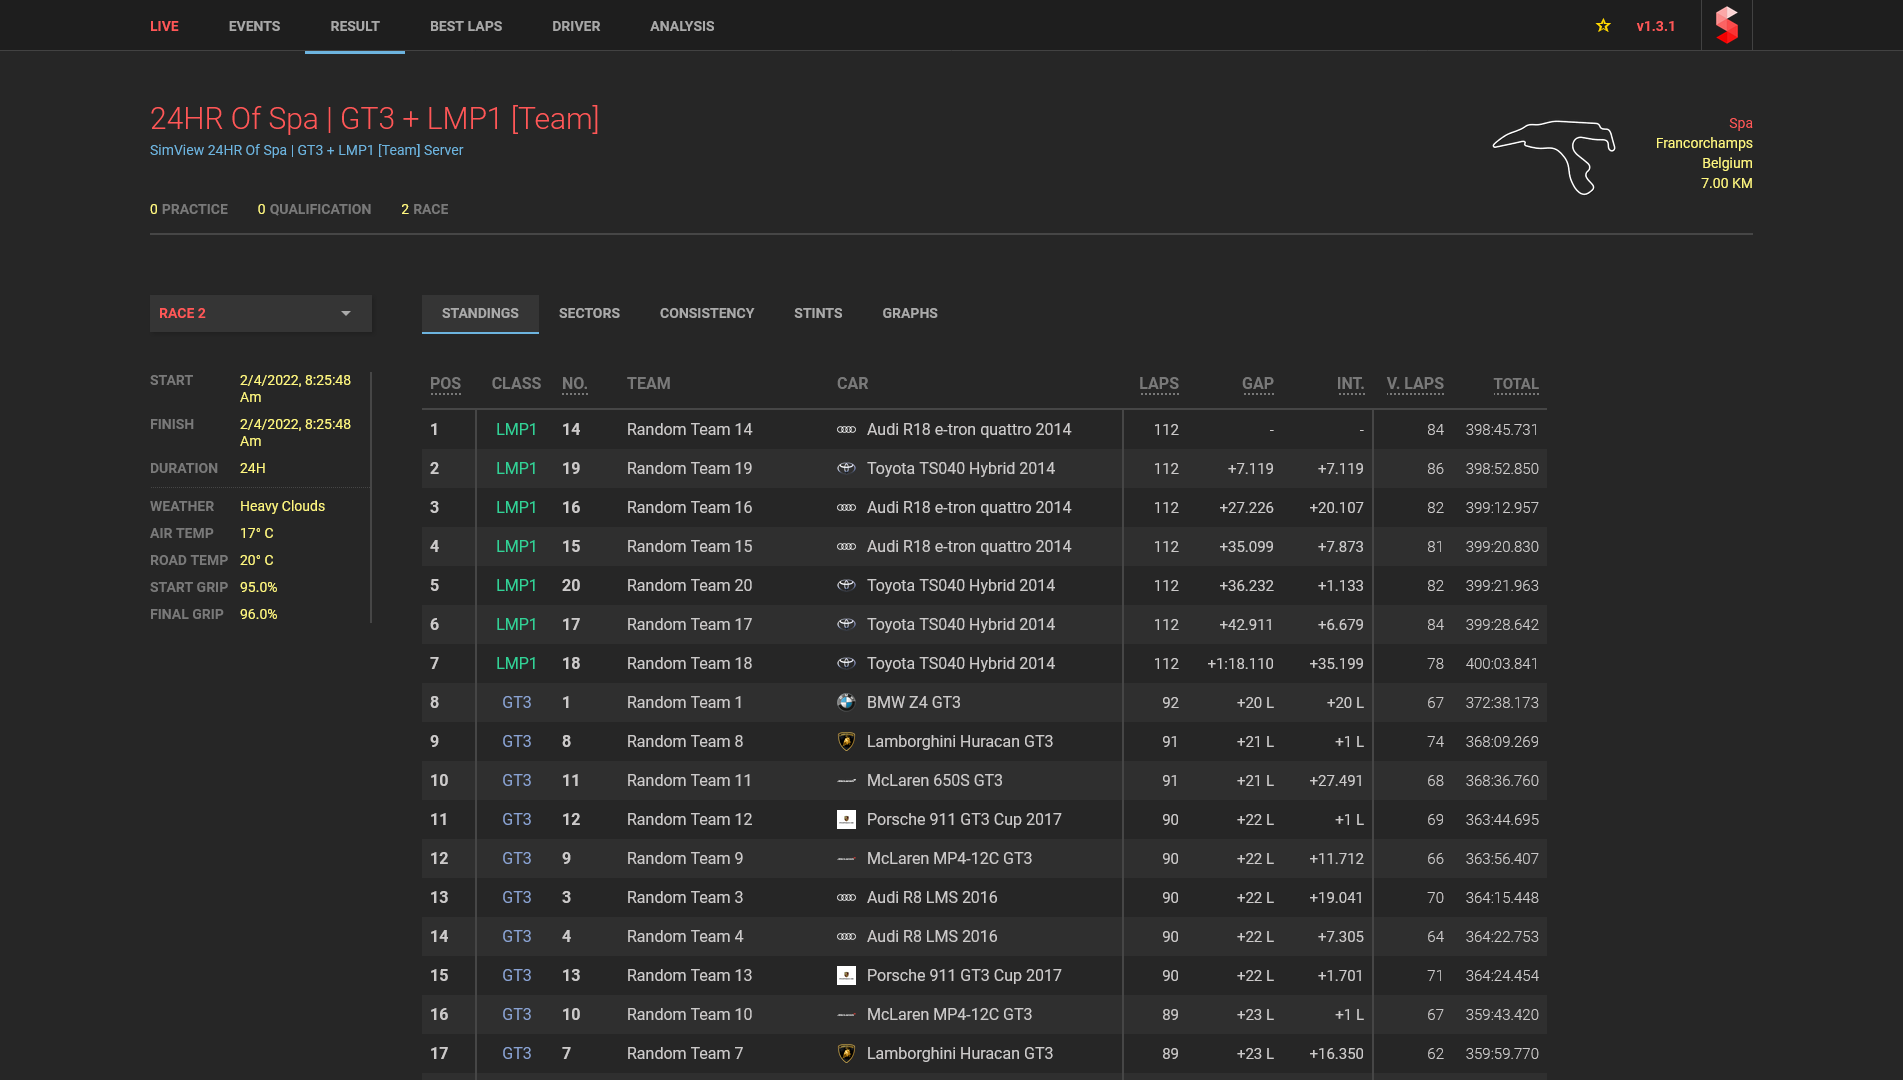 LIVE EVENTS RESULT BEST LAPS DRIVER ANALYSIS v1.3.1
24HR Of Spa | GT3 + LMP1 [Team]
SimView 24HR Of Spa | GT3 + LMP1 [Team] Server
Spa
Francorchamps
Belgium
7.00 KM
0 PRACTICE 0 QUALIFICATION 2 RACE
RACE 2
STANDINGS SECTORS CONSISTENCY STINTS GRAPHS
START 2/4/2022, 8:25:48
Am
FINISH 2/4/2022, 8:25:48
Am
DURATION 24H
WEATHER Heavy Clouds
AIR TEMP 17° C
ROAD TEMP 20° C
START GRIP 95.0%
FINAL GRIP 96.0%
POS CLASS NO. TEAM CAR LAPS GAP INT. V. LAPS TOTAL
1 LMP1 14 Random Team 14 Audi R18 e-tron quattro 2014 112 - - 84 398:45.731
2 LMP1 19 Random Team 19 Toyota TS040 Hybrid 2014 112 +7.119 +7.119 86 398:52.850
3 LMP1 16 Random Team 16 Audi R18 e-tron quattro 2014 112 +27.226 +20.107 82 399:12.957
4 LMP1 15 Random Team 15 Audi R18 e-tron quattro 2014 112 +35.099 +7.873 81 399:20.830
5 LMP1 20 Random Team 20 Toyota TS040 Hybrid 2014 112 +36.232 +1.133 82 399:21.963
6 LMP1 17 Random Team 17 Toyota TS040 Hybrid 2014 112 +42.911 +6.679 84 399:28.642
7 LMP1 18 Random Team 18 Toyota TS040 Hybrid 2014 112 +1:18.110 +35.199 78 400:03.841
8 GT3 1 Random Team 1 BMW Z4 GT3 92 +20 L +20 L 67 372:38.173
9 GT3 8 Random Team 8 Lamborghini Huracan GT3 91 +21 L +1 L 74 368:09.269
10 GT3 11 Random Team 11 McLaren 650S GT3 91 +21 L +27.491 68 368:36.760
11 GT3 12 Random Team 12 Porsche 911 GT3 Cup 2017 90 +22 L +1 L 69 363:44.695
12 GT3 9 Random Team 9 McLaren MP4-12C GT3 90 +22 L +11.712 66 363:56.407
13 GT3 3 Random Team 3 Audi R8 LMS 2016 90 +22 L +19.041 70 364:15.448
14 GT3 4 Random Team 4 Audi R8 LMS 2016 90 +22 L +7.305 64 364:22.753
15 GT3 13 Random Team 13 Porsche 911 GT3 Cup 2017 90 +22 L +1.701 71 364:24.454
16 GT3 10 Random Team 10 McLaren MP4-12C GT3 89 +23 L +1 L 67 359:43.420
17 GT3 7 Random Team 7 Lamborghini Huracan GT3 89 +23 L +16.350 62 359:59.770